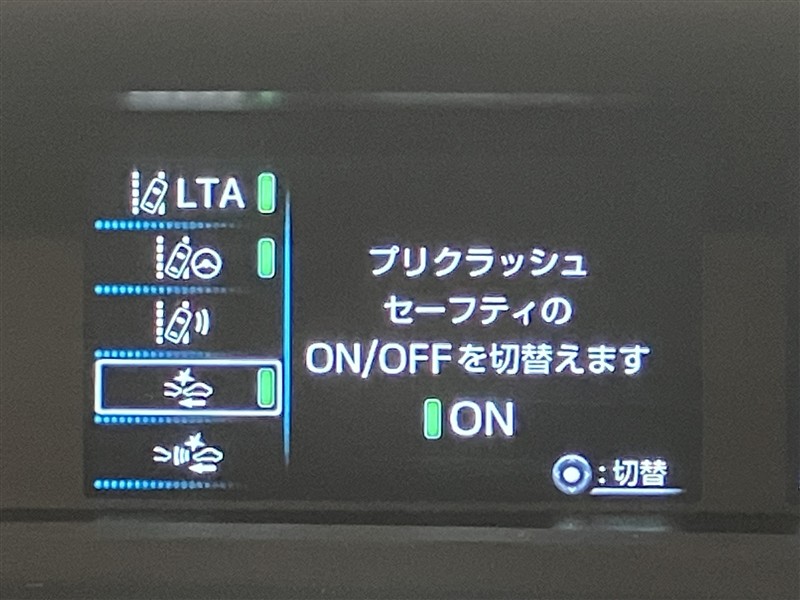 LTA
プリクラッシュ
セーフティの
ON/OFFを切替えます
ON
:切替